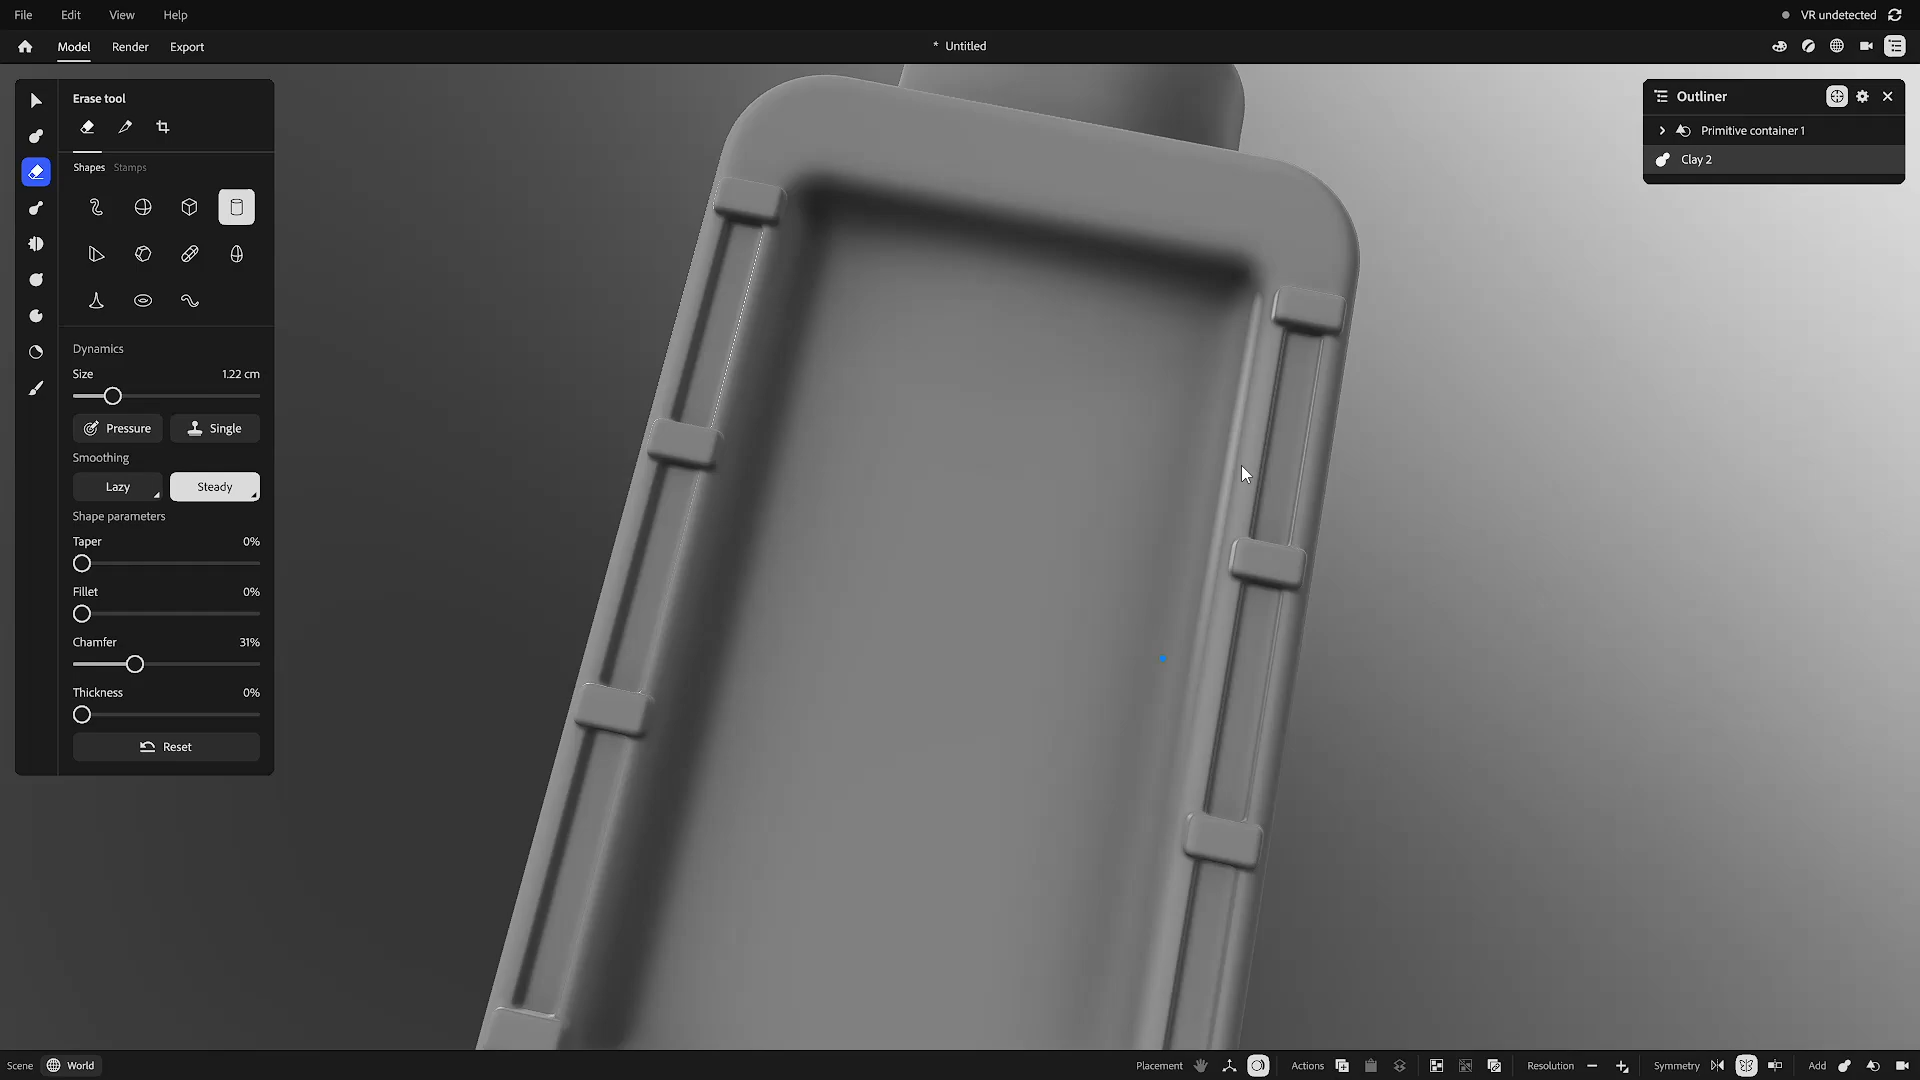 File Edit View Help
VR undetected
Model Render Export
* Untitled
Erase tool
Shapes Stamps
Dynamics
Size 1.22 cm
Pressure Single
Smoothing
Lazy Steady
Shape parameters
Taper 0%
Fillet 0%
Chamfer 31%
Thickness 0%
Reset
Outliner
Primitive container 1
Clay 2
Scene World
Placement Actions Resolution Symmetry Add